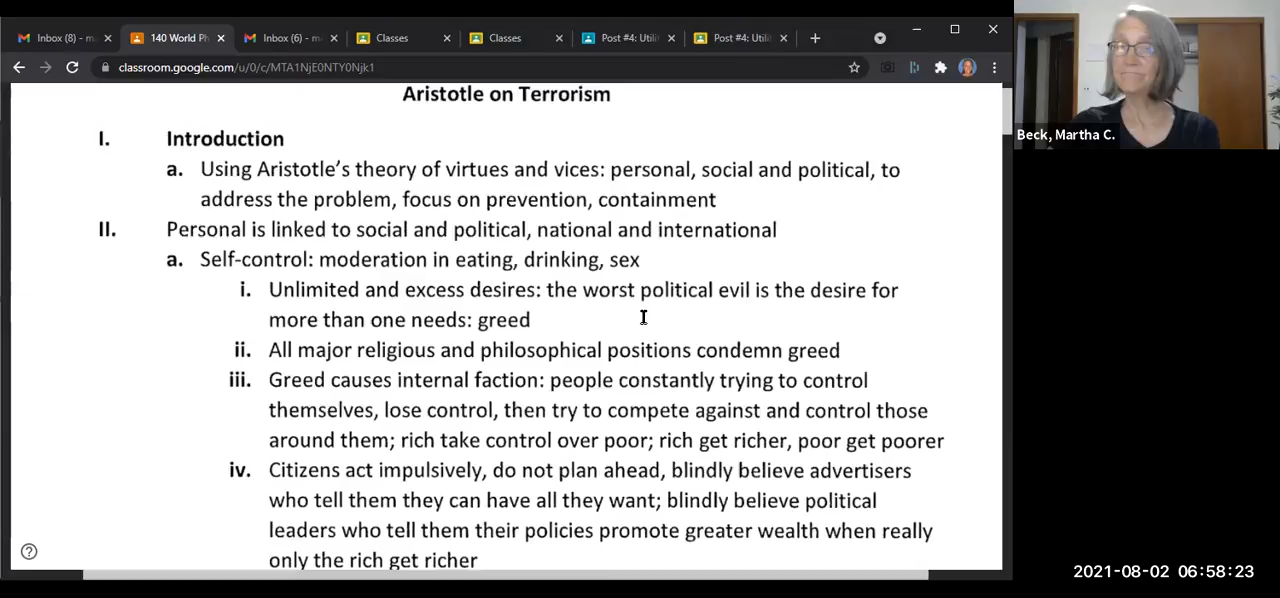 Inbox (8) - m
140 World Ph
Inbox (6) - m
Classes
Classes
Post #4: Utili
Post #4: Utili
classroom.google.com/u/0/c/MTA1NjE0NTY0Njk1
Beck, Martha C.
Aristotle on Terrorism
I. Introduction
a. Using Aristotle's theory of virtues and vices: personal, social and political, to
address the problem, focus on prevention, containment
II. Personal is linked to social and political, national and international
a. Self-control: moderation in eating, drinking, sex
i. Unlimited and excess desires: the worst political evil is the desire for
more than one needs: greed
ii. All major religious and philosophical positions condemn greed
iii. Greed causes internal faction: people constantly trying to control
themselves, lose control, then try to compete against and control those
around them; rich take control over poor; rich get richer, poor get poorer
iv. Citizens act impulsively, do not plan ahead, blindly believe advertisers
who tell them they can have all they want; blindly believe political
leaders who tell them their policies promote greater wealth when really
only the rich get richer
2021-08-02 06:58:23